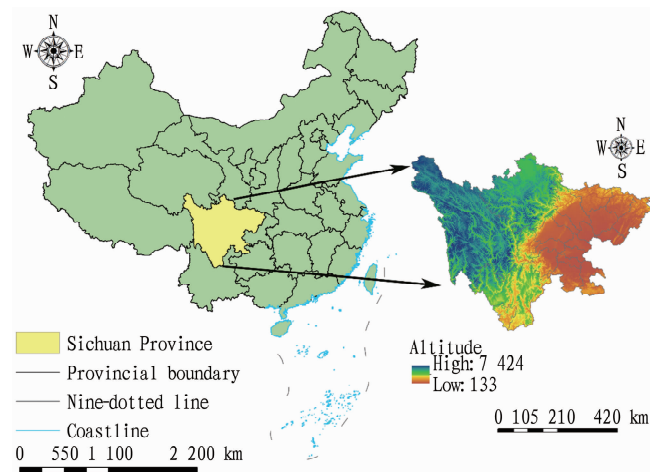 N
W E
S
N
W E
S
Sichuan Province
Provincial boundary
Nine-dotted line
Coastline
0 550 1 100 2 200 km
Altitude
High: 7 424
Low: 133
0 105 210 420 km